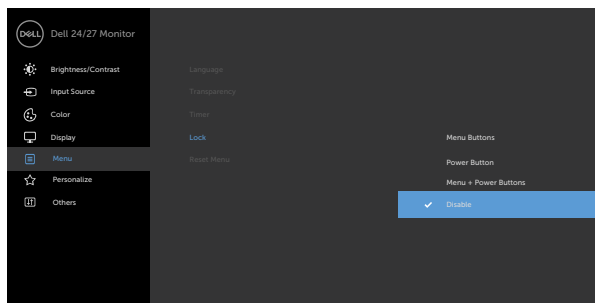 DELL
Dell 24/27 Monitor
Brightness/Contrast
Input Source
Color
Display
Menu
Personalize
Others
Language
Transparency
Timer
Lock
Reset Menu
Menu Buttons
Power Button
Menu + Power Buttons
Disable